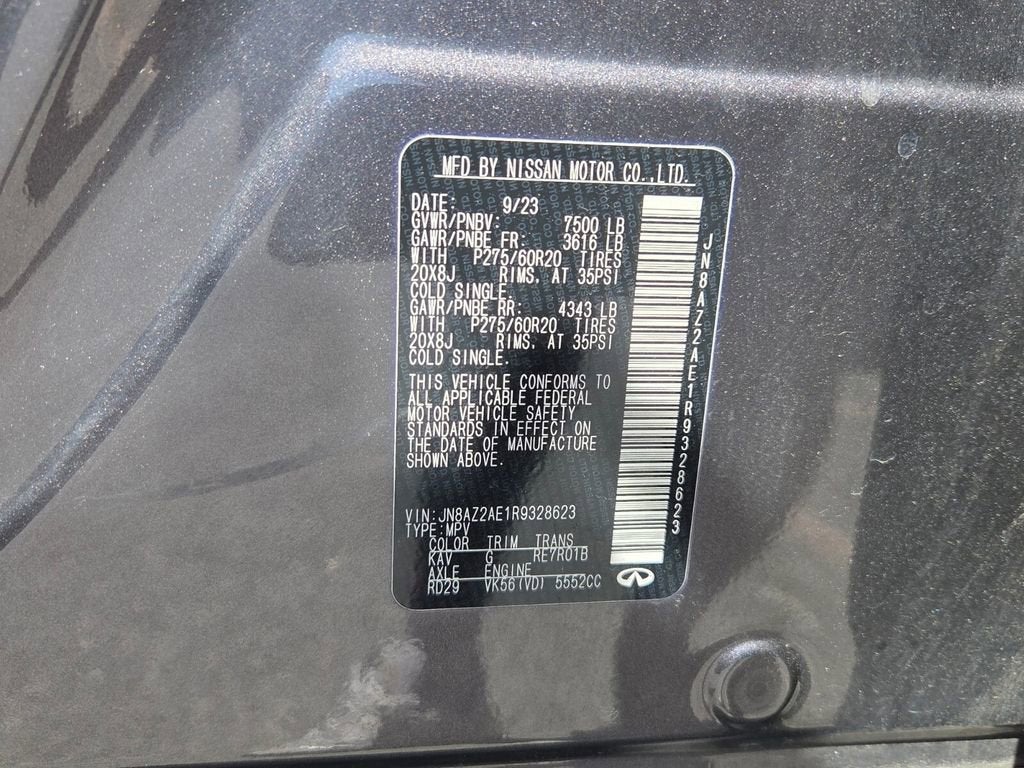 MFD BY NISSAN MOTOR CO.,LTD.
DATE: 9/23
GVWR/PNBV: 7500 LB
GAWR/PNBE FR: 3616 LB
WITH P275/60R20 TIRES
20X8J RIMS, AT 35PSI
COLD SINGLE.
GAWR/PNBE RR: 4343 LB
WITH P275/60R20 TIRES
20X8J RIMS, AT 35PSI
COLD SINGLE.
THIS VEHICLE CONFORMS TO
ALL APPLICABLE FEDERAL
MOTOR VEHICLE SAFETY
STANDARDS IN EFFECT ON
THE DATE OF MANUFACTURE
SHOWN ABOVE.
VIN:JN8AZ2AE1R9328623
TYPE:MPV
COLOR TRIM TRANS
KAV G RE7R01B
AXLE ENGINE
RD29 VK56(VD) 5552CC
JN8AZ2AE1R9328623